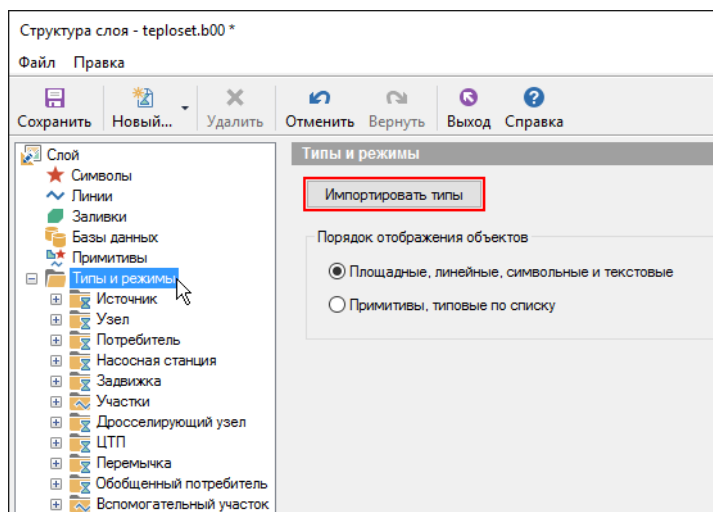 Структура слоя - teploset.b00 *
Файл Правка
Сохранить Новый... Удалить Отменить Вернуть Выход Справка
Слой
Символы
Линии
Заливки
Базы данных
Примитивы
Типы и режимы
Источник
Узел
Потребитель
Насосная станция
Задвижка
Участки
Дросселирующий узел
ЦТП
Перемычка
Обобщенный потребитель
Вспомогательный участок
Типы и режимы
Импортировать типы
Порядок отображения объектов
Площадные, линейные, символьные и текстовые
Примитивы, типовые по списку